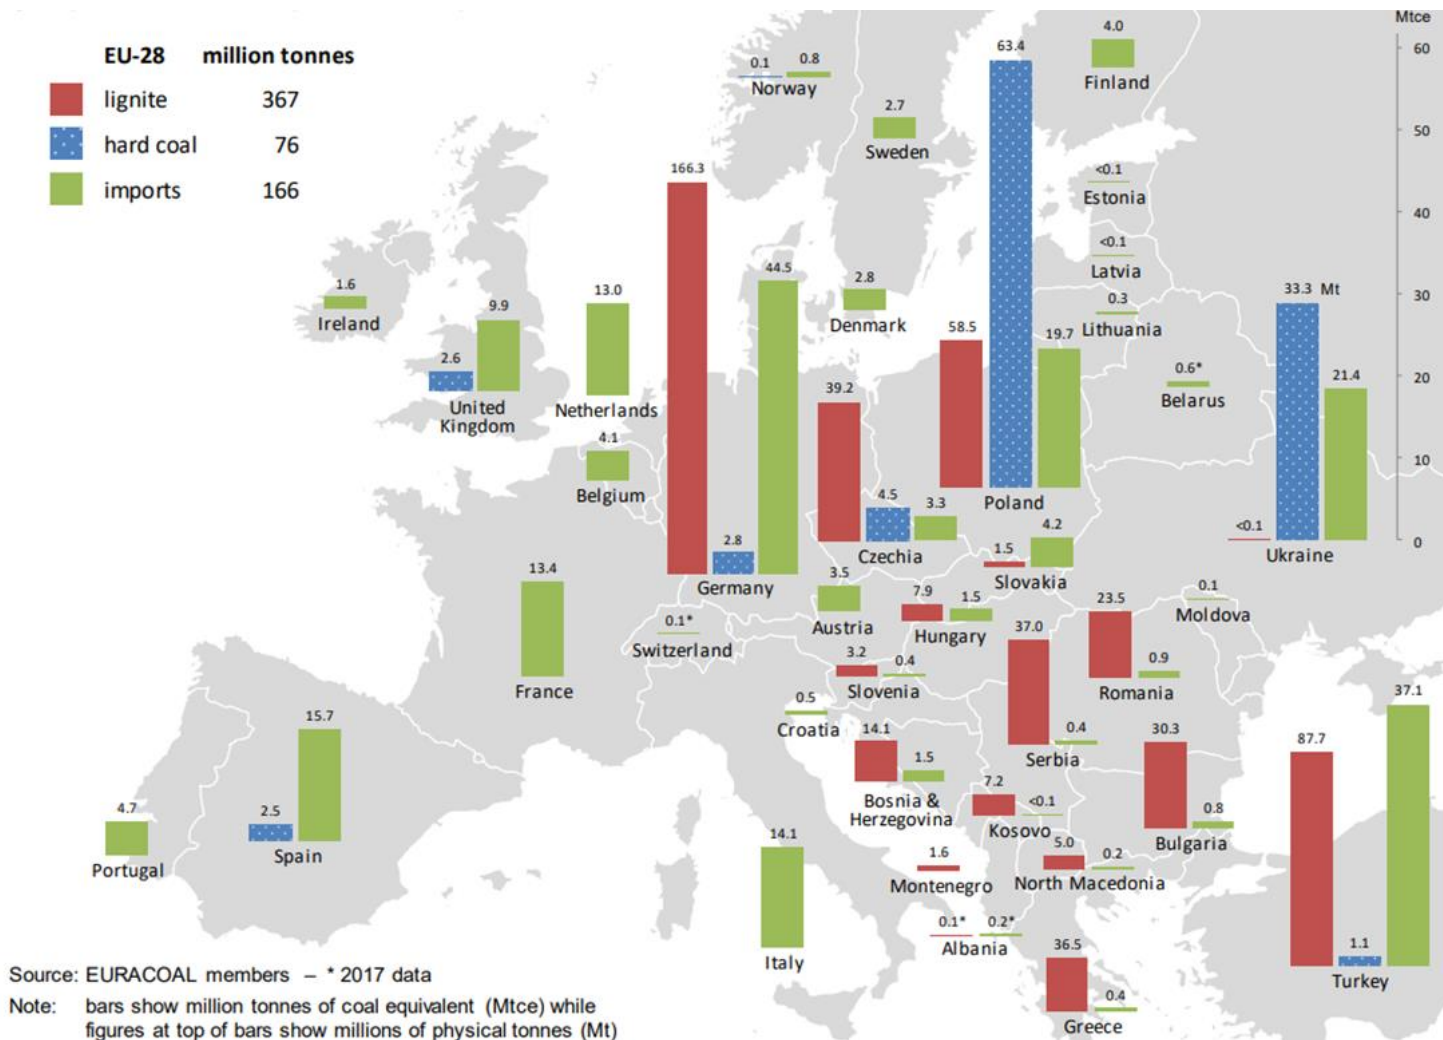 EU-28 million tonnes
lignite 367
hard coal 76
imports 166
Mtce
60
50
40
30
20
10
0
0.1 0.8
Norway
2.7
Sweden
4.0
Finland
<0.1
Estonia
<0.1
Latvia
0.3
Lithuania
0.6*
Belarus
1.6
Ireland
2.6 9.9
United
Kingdom
13.0
Netherlands
4.1
Belgium
166.3 2.8 44.5
Germany
2.8
Denmark
58.5 63.4 19.7
Poland
39.2 4.5 3.3
Czechia
1.5 4.2
Slovakia
<0.1 33.3 Mt 21.4
Ukraine
13.4
France
0.1*
Switzerland
3.5
Austria
7.9 1.5
Hungary
0.1
Moldova
3.2 0.4
Slovenia
0.5
Croatia
37.0 0.4
Serbia
23.5 0.9
Romania
14.1 1.5
Bosnia &
Herzegovina
7.2 <0.1
Kosovo
30.3 0.8
Bulgaria
4.7
Portugal
2.5 15.7
Spain
14.1
Italy
1.6
Montenegro
5.0 0.2
North Macedonia
0.1* 0.2*
Albania
36.5 0.4
Greece
87.7 1.1 37.1
Turkey
Source: EURACOAL members – * 2017 data
Note: bars show million tonnes of coal equivalent (Mtce) while
figures at top of bars show millions of physical tonnes (Mt)